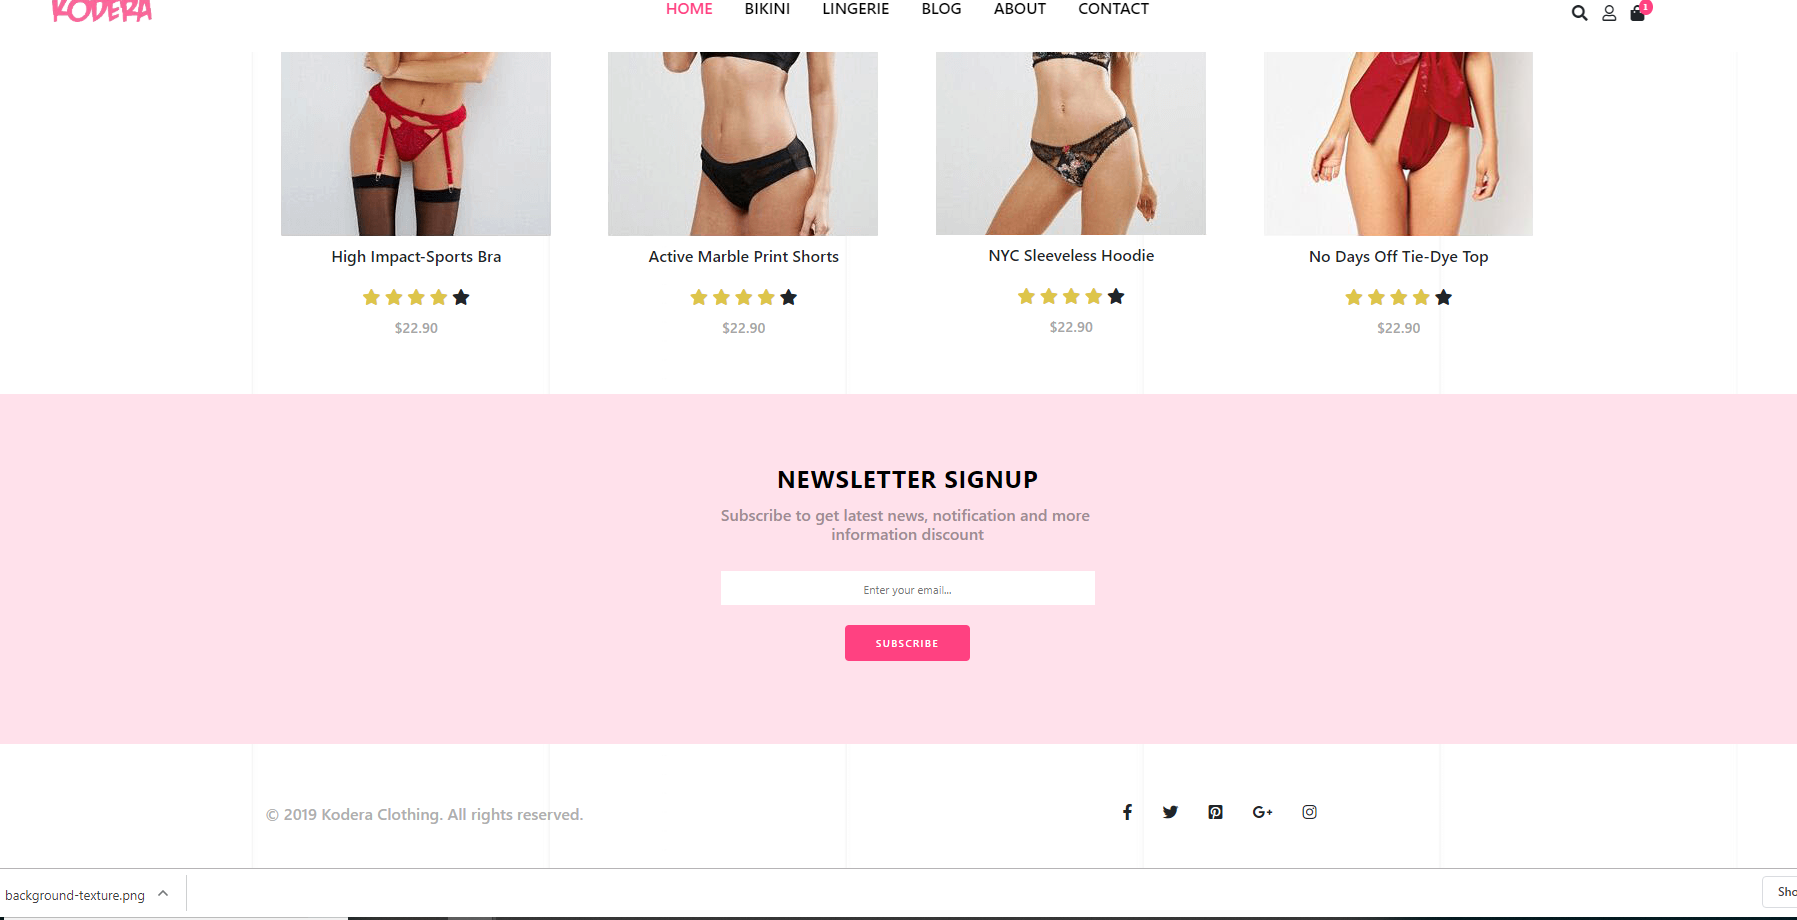 KODERA
HOME BIKINI LINGERIE BLOG ABOUT CONTACT
1
High Impact-Sports Bra
$22.90
Active Marble Print Shorts
$22.90
NYC Sleeveless Hoodie
$22.90
No Days Off Tie-Dye Top
$22.90
NEWSLETTER SIGNUP
Subscribe to get latest news, notification and more
information discount
Enter your email...
SUBSCRIBE
© 2019 Kodera Clothing. All rights reserved.
background-texture.png
Sho